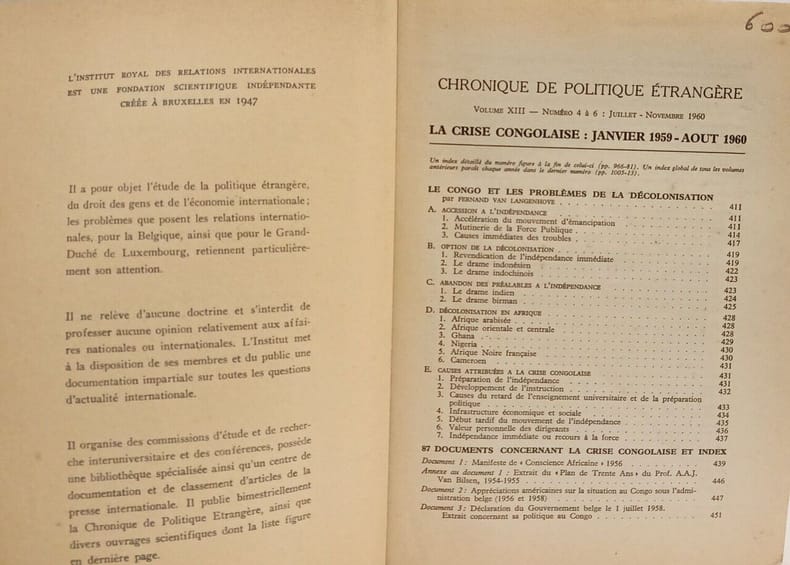 L'INSTITUT ROYAL DES RELATIONS INTERNATIONALES
EST UNE FONDATION SCIENTIFIQUE INDÉPENDANTE
CRÉÉE À BRUXELLES EN 1947
Il a pour objet l'étude de la politique étrangère,
du droit des gens et de l'économie internationale;
les problèmes que posent les relations internatio-
nales, pour la Belgique, ainsi que pour le Grand-
Duché de Luxembourg, retiennent particulière-
ment son attention.
Il ne relève d'aucune doctrine et s'interdit de
professer aucune opinion relativement aux affai-
res nationales ou internationales. L'Institut met
à la disposition de ses membres et du public une
documentation impartiale sur toutes les questions
d'actualité internationale.
Il organise des commissions d'étude et de recher-
che interuniversitaire et des conférences, possède
une bibliothèque spécialisée ainsi qu'un centre de
documentation et de classement d'articles de la
presse internationale. Il publie bimestriellement
la Chronique de Politique Etrangère, ainsi que
divers ouvrages scientifiques dont la liste figure
en dernière page.
600
CHRONIQUE DE POLITIQUE ÉTRANGÈRE
VOLUME XIII — NUMÉRO 4 à 6 : JUILLET - NOVEMBRE 1960
LA CRISE CONGOLAISE : JANVIER 1959 - AOUT 1960
Un index détaillé du numéro figure à la fin de celui-ci (pp. 966-81). Un index global de tous les volumes
antérieurs paraît chaque année dans le dernier numéro (pp. 1005-13).
LE CONGO ET LES PROBLÈMES DE LA DÉCOLONISATION
par FERNAND VAN LANGENHOVE . . . 411
A. ACCESSION A L'INDÉPENDANCE . . . 411
1. Accélération du mouvement d'émancipation . . . 411
2. Mutinerie de la Force Publique . . . 414
3. Causes immédiates des troubles . . . 417
B. OPTION DE LA DÉCOLONISATION . . . 419
1. Revendication de l'indépendance immédiate . . . 419
2. Le drame indonésien . . . 422
3. Le drame indochinois . . . 423
C. ABANDON DES PRÉALABLES A L'INDÉPENDANCE . . . 423
1. Le drame indien . . . 424
2. Le drame birman . . . 425
D. DÉCOLONISATION EN AFRIQUE . . . 428
1. Afrique arabisée . . . 428
2. Afrique orientale et centrale . . . 429
3. Ghana . . . 430
4. Nigeria . . . 430
5. Afrique Noire française . . . 431
6. Cameroen . . . 431
E. CAUSES ATTRIBUÉES A LA CRISE CONGOLAISE . . . 431
1. Préparation de l'indépendance . . . 432
2. Développement de l'instruction
3. Causes du retard de l'enseignement universitaire et de la préparation
politique . . . 433
4. Infrastructure économique et sociale . . . 434
5. Début tardif du mouvement de l'indépendance . . . 435
6. Valeur personnelle des dirigeants . . . 436
7. Indépendance immédiate ou recours à la force . . . 437
87 DOCUMENTS CONCERNANT LA CRISE CONGOLAISE ET INDEX
Document 1 : Manifeste de « Conscience Africaine » 1956 . . . 439
Annexe au document 1 : Extrait du « Plan de Trente Ans » du Prof. A.A.J.
Van Bilsen, 1954-1955 . . . 446
Document 2 : Appréciations américaines sur la situation au Congo sous l'admi-
nistration belge (1956 et 1958) . . . 447
Document 3 : Déclaration du Gouvernement belge le 1 juillet 1958.
Extrait concernant sa politique au Congo . . . 451